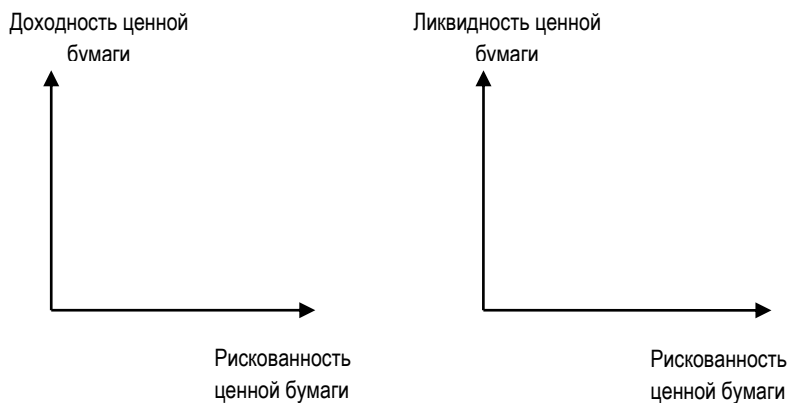 Доходность ценной
бумаги
Ликвидность ценной
бумаги
Рискованность
ценной бумаги
Рискованность
ценной бумаги